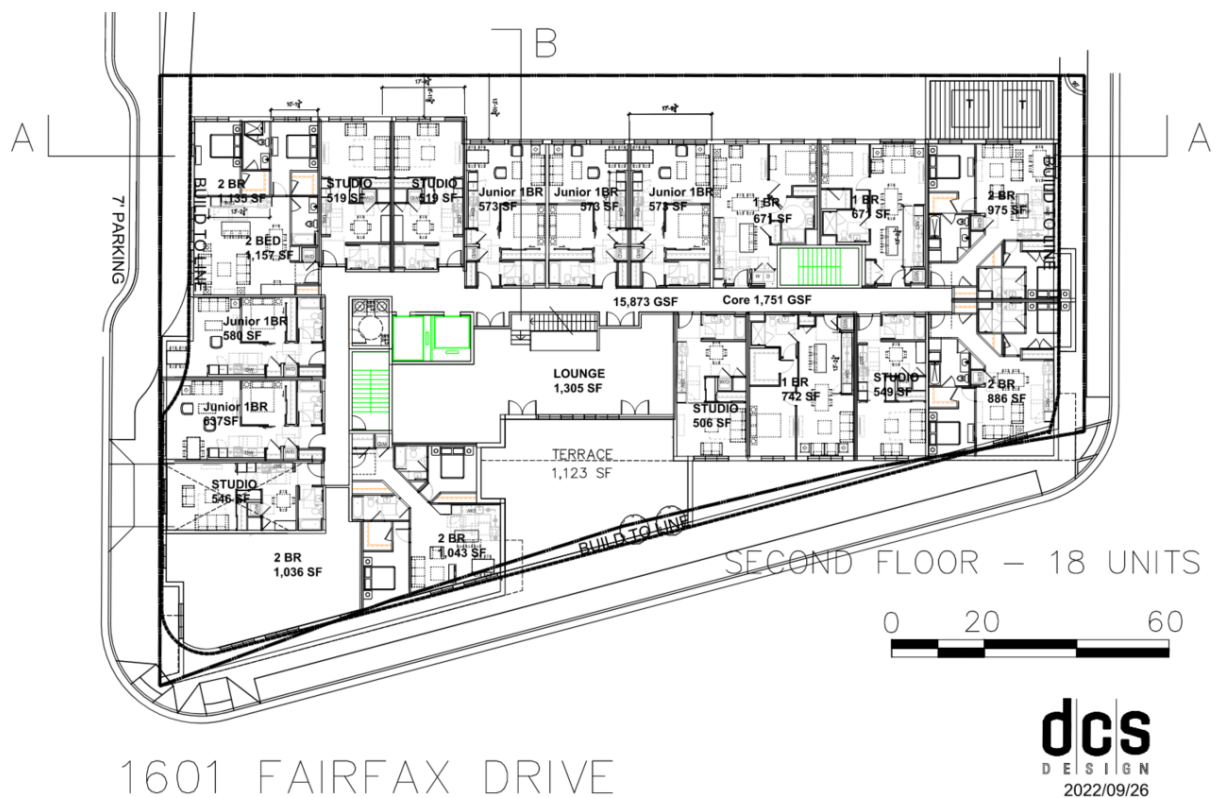 B
A
A
7' PARKING
BUILD TO LINE
BUILD TO LINE
2 BR
1,135 SF
2 BED
1,157 SF
STUDIO
519 SF
STUDIO
519 SF
Junior 1BR
573 SF
Junior 1BR
573 SF
Junior 1BR
573 SF
1 BR
671 SF
1 BR
671 SF
2 BR
975 SF
15,873 GSF
Core 1,751 GSF
Junior 1BR
580 SF
Junior 1BR
637SF
STUDIO
546 SF
LOUNGE
1,305 SF
TERRACE
1,123 SF
STUDIO
506 SF
1 BR
742 SF
STUDIO
549 SF
2 BR
886 SF
2 BR
1,043 SF
2 BR
1,036 SF
BUILD TO LINE
SECOND FLOOR - 18 UNITS
0 20 60
1601 FAIRFAX DRIVE
dcs
DESIGN
2022/09/26